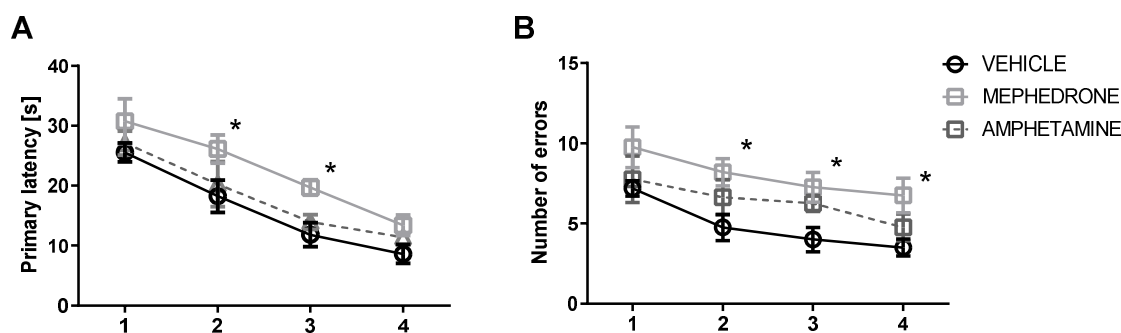 A
Primary latency [s]
40
30
20
10
0
*
*
1 2 3 4
B
Number of errors
15
10
5
0
*
*
*
1 2 3 4
VEHICLE
MEPHEDRONE
AMPHETAMINE